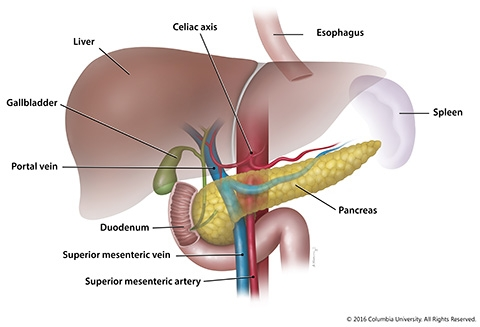 Celiac axis
Esophagus
Liver
Gallbladder
Spleen
Portal vein
Pancreas
Duodenum
Superior mesenteric vein
Superior mesenteric artery
© 2016 Columbia University. All Rights Reserved.